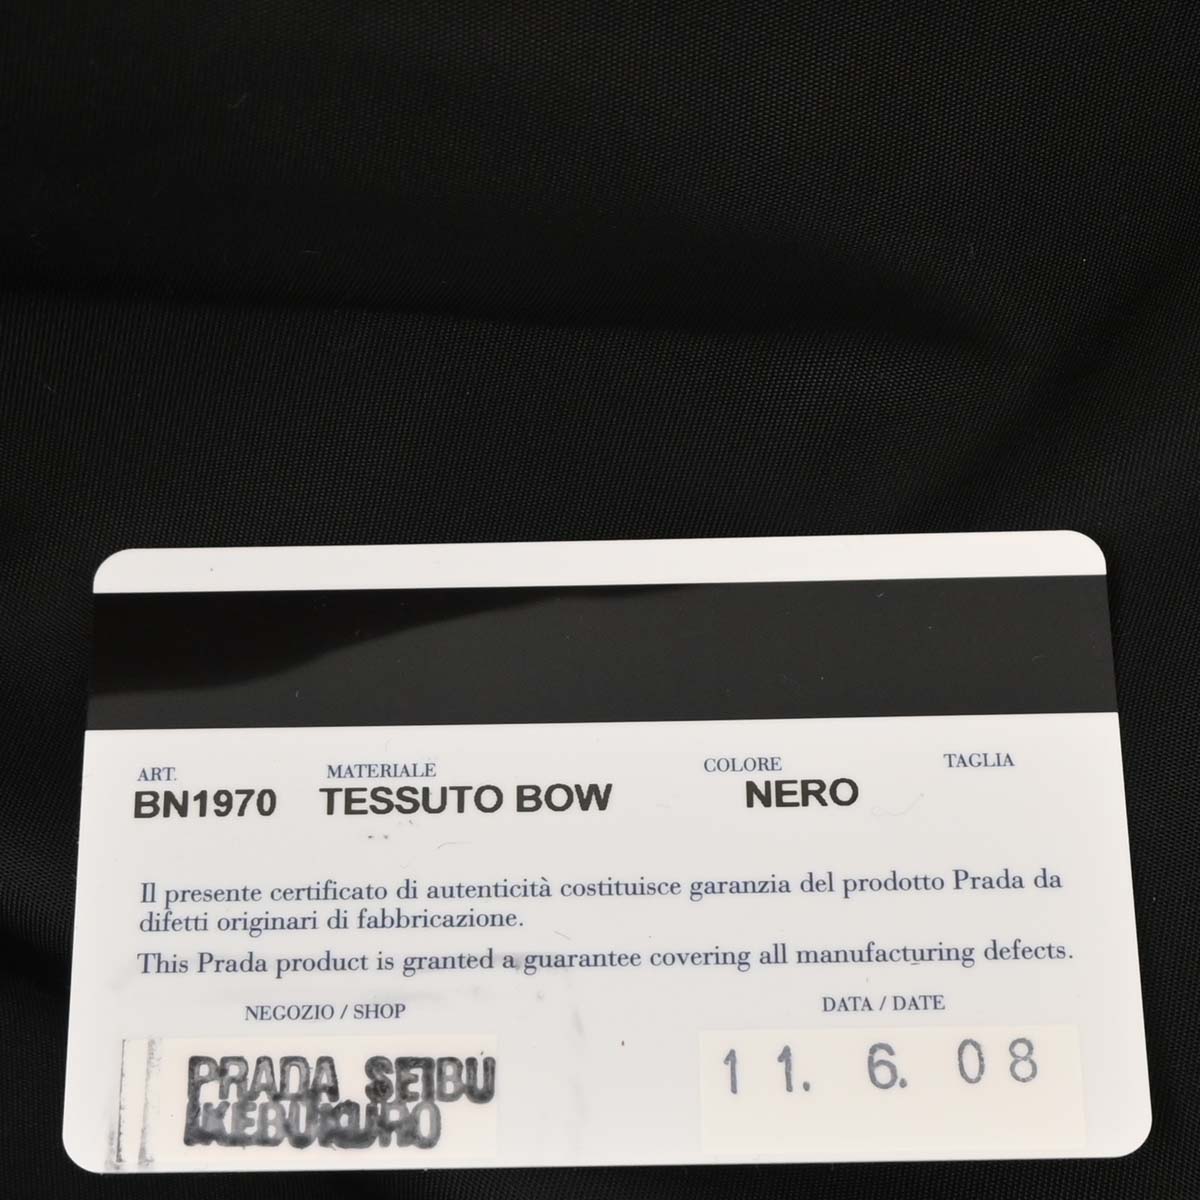 ART. MATERIALE COLORE TAGLIA
BN1970 TESSUTO BOW NERO
Il presente certificato di autenticità costituisce garanzia del prodotto Prada da
difetti originari di fabbricazione.
This Prada product is granted a guarantee covering all manufacturing defects.
NEGOZIO / SHOP DATA / DATE
PRADA SEIBU 11. 6. 08
IKEBUKURO